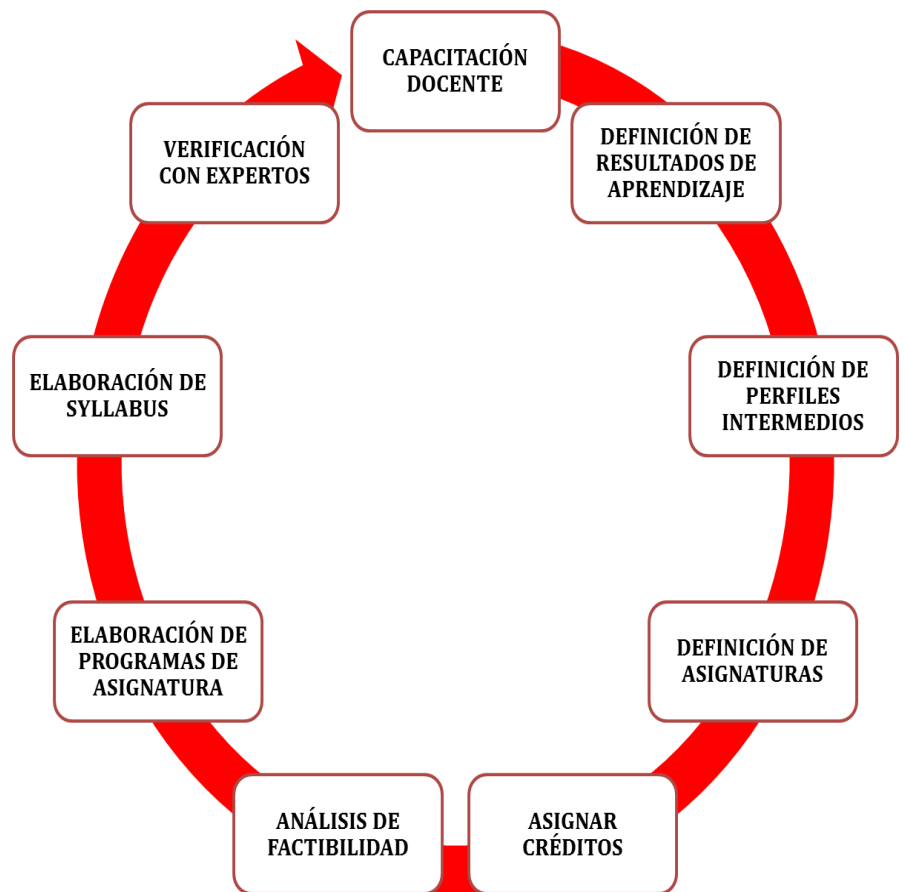 CAPACITACIÓN
DOCENTE
DEFINICIÓN DE
RESULTADOS DE
APRENDIZAJE
DEFINICIÓN DE
PERFILES
INTERMEDIOS
DEFINICIÓN DE
ASIGNATURAS
ASIGNAR
CRÉDITOS
ANÁLISIS DE
FACTIBILIDAD
ELABORACIÓN DE
PROGRAMAS DE
ASIGNATURA
ELABORACIÓN DE
SYLLABUS
VERIFICACIÓN
CON EXPERTOS